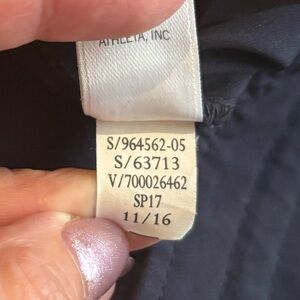 ATHLETA, INC
S/964562-05
S/63713
V/700026462
SP17
11/16